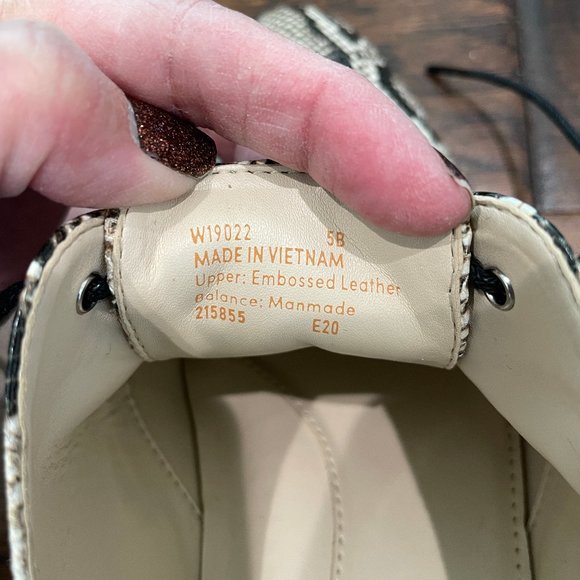 W19022 5B
MADE IN VIETNAM
Upper: Embossed Leather
Balance: Manmade
215855 E20